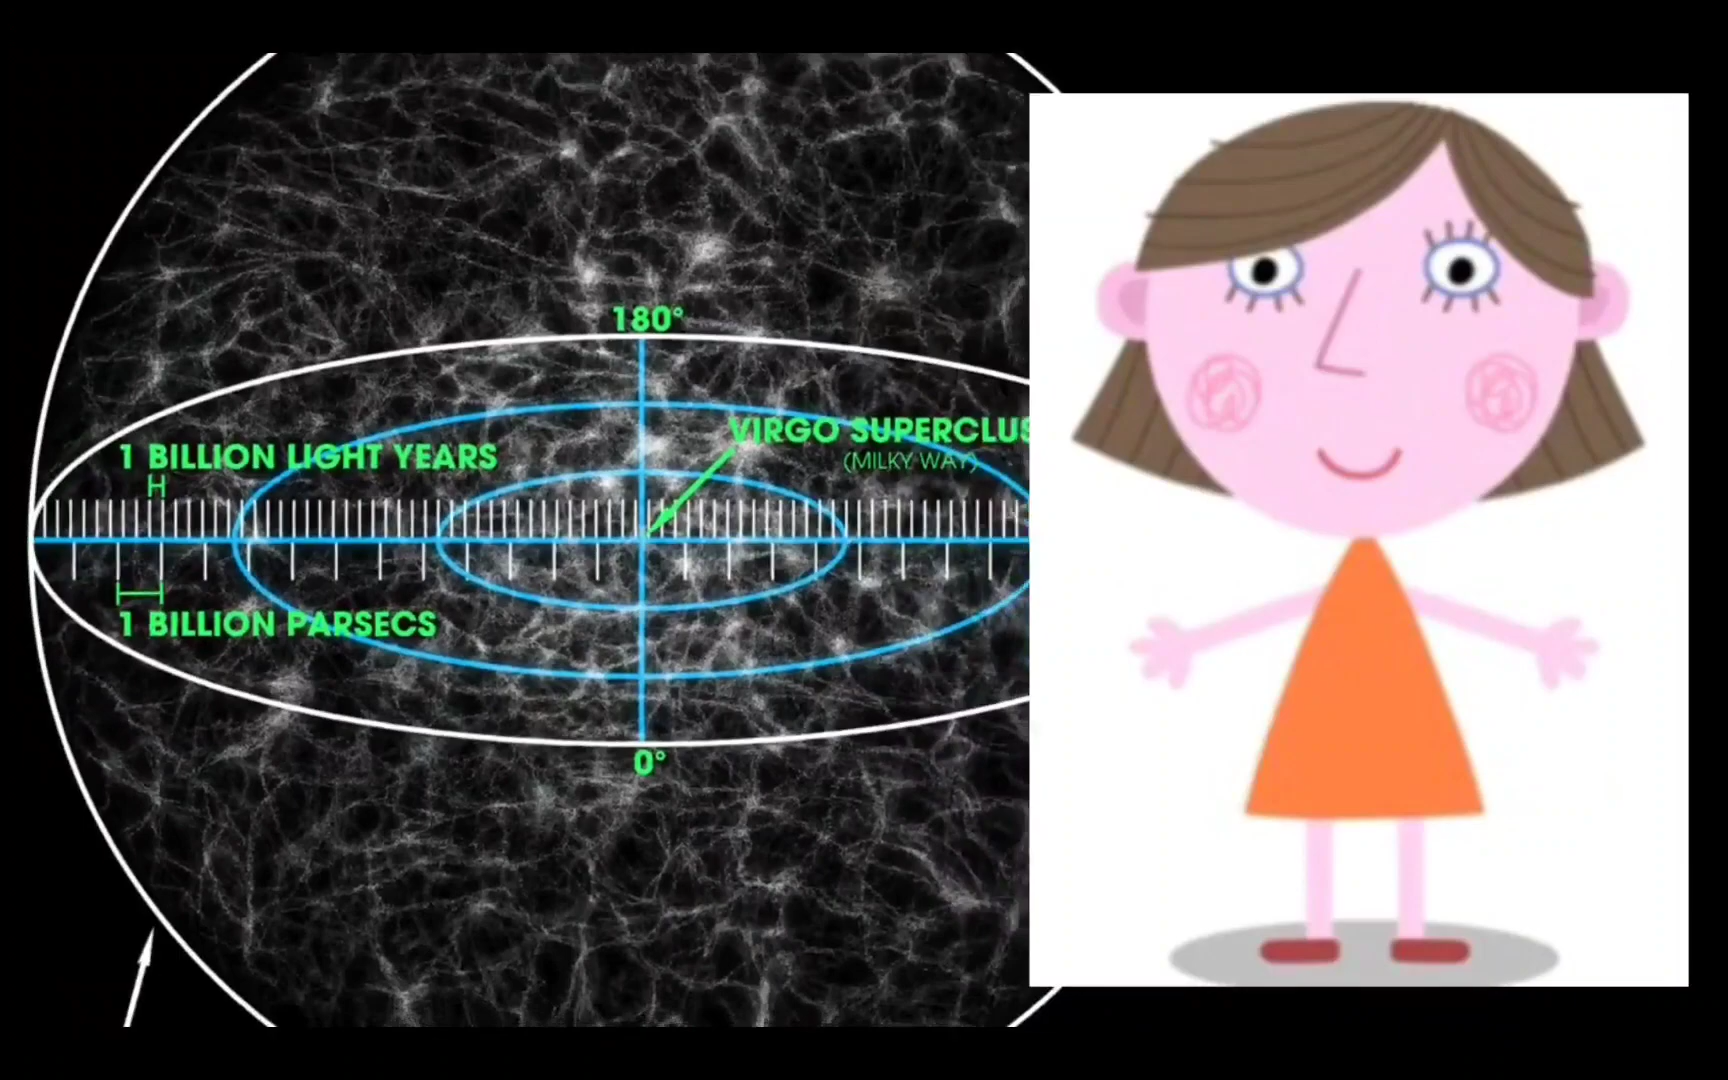 180°
VIRGO SUPERCLUS
(MILKY WAY)
1 BILLION LIGHT YEARS
1 BILLION PARSECS
0°